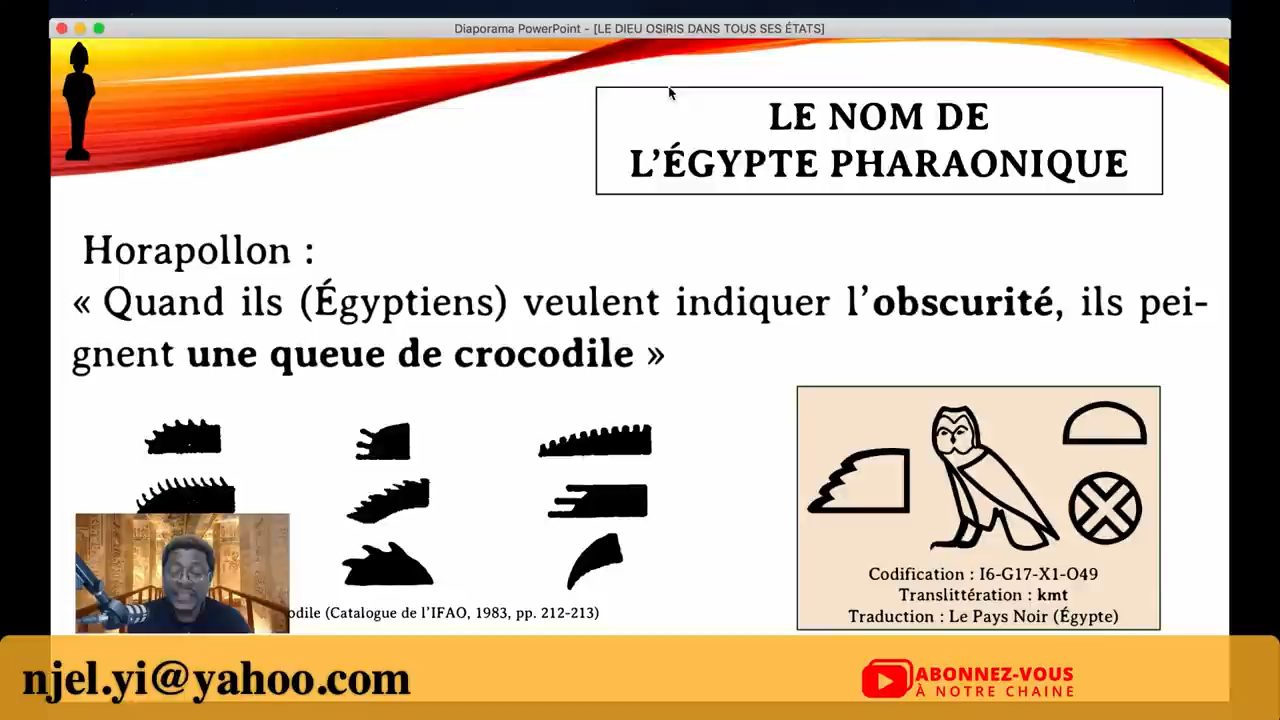 Diaporama PowerPoint - [LE DIEU OSIRIS DANS TOUS SES ÉTATS]
LE NOM DE
L'ÉGYPTE PHARAONIQUE
Horapollon :
« Quand ils (Égyptiens) veulent indiquer l'obscurité, ils pei-
gnent une queue de crocodile »
(Catalogue de l'IFAO, 1983, pp. 212-213)
Codification : I6-G17-X1-O49
Translittération : kmt
Traduction : Le Pays Noir (Égypte)
njel.yi@yahoo.com
ABONNEZ-VOUS
À NOTRE CHAINE